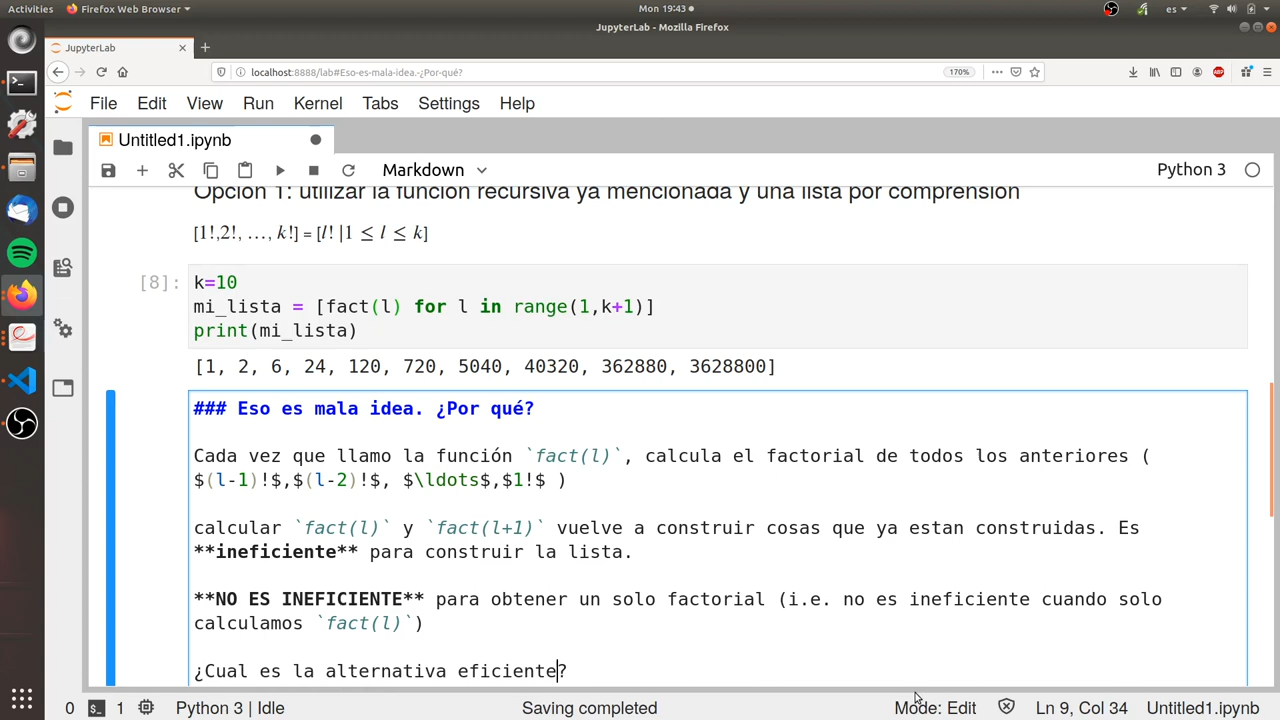 Activities Firefox Web Browser Mon 19:43 es
JupyterLab - Mozilla Firefox
JupyterLab
localhost:8888/lab#Eso-es-mala-idea.-¿Por-qué? 170% ABP
File Edit View Run Kernel Tabs Settings Help
Untitled1.ipynb
Markdown Python 3
Opción 1: utilizar la función recursiva ya mencionada y una lista por comprensión
[1!,2!, …, k!] = [l! |1 ≤ l ≤ k]
[8]: k=10
mi_lista = [fact(l) for l in range(1,k+1)]
print(mi_lista)
[1, 2, 6, 24, 120, 720, 5040, 40320, 362880, 3628800]
### Eso es mala idea. ¿Por qué?
Cada vez que llamo la función `fact(l)`, calcula el factorial de todos los anteriores (
$(l-1)!$,$(l-2)!$, $\ldots$,$1!$ )
calcular `fact(l)` y `fact(l+1)` vuelve a construir cosas que ya estan construidas. Es
**ineficiente** para construir la lista.
**NO ES INEFICIENTE** para obtener un solo factorial (i.e. no es ineficiente cuando solo
calculamos `fact(l)`)
¿Cual es la alternativa eficiente?
0 1 Python 3 | Idle Saving completed Mode: Edit Ln 9, Col 34 Untitled1.ipynb